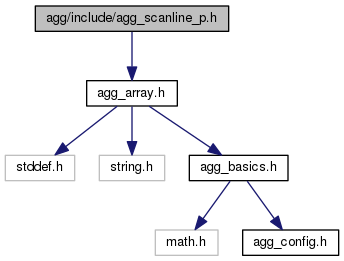 agg/include/agg_scanline_p.h
agg_array.h
stddef.h
string.h
agg_basics.h
math.h
agg_config.h